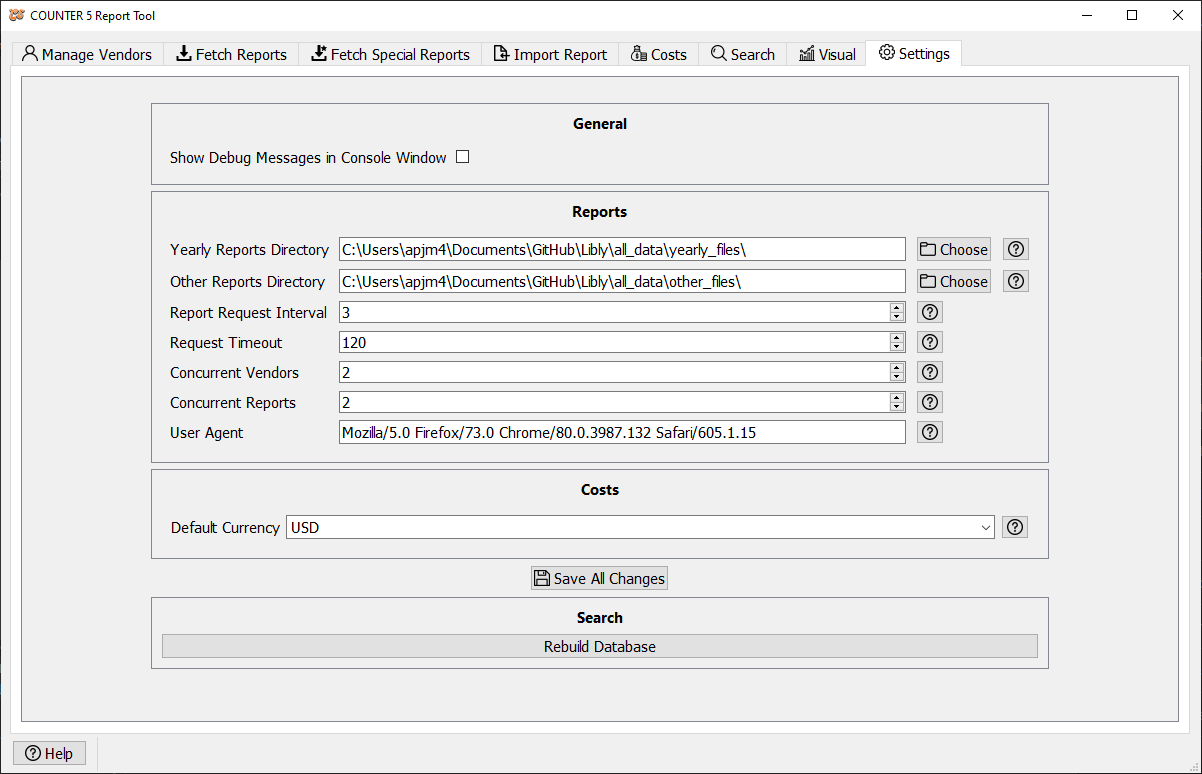 COUNTER 5 Report Tool
Manage Vendors Fetch Reports Fetch Special Reports Import Report Costs Search Visual Settings
General
Show Debug Messages in Console Window
Reports
Yearly Reports Directory C:\Users\apjm4\Documents\GitHub\Libly\all_data\yearly_files\ Choose
Other Reports Directory C:\Users\apjm4\Documents\GitHub\Libly\all_data\other_files\ Choose
Report Request Interval 3
Request Timeout 120
Concurrent Vendors 2
Concurrent Reports 2
User Agent Mozilla/5.0 Firefox/73.0 Chrome/80.0.3987.132 Safari/605.1.15
Costs
Default Currency USD
Save All Changes
Search
Rebuild Database
Help